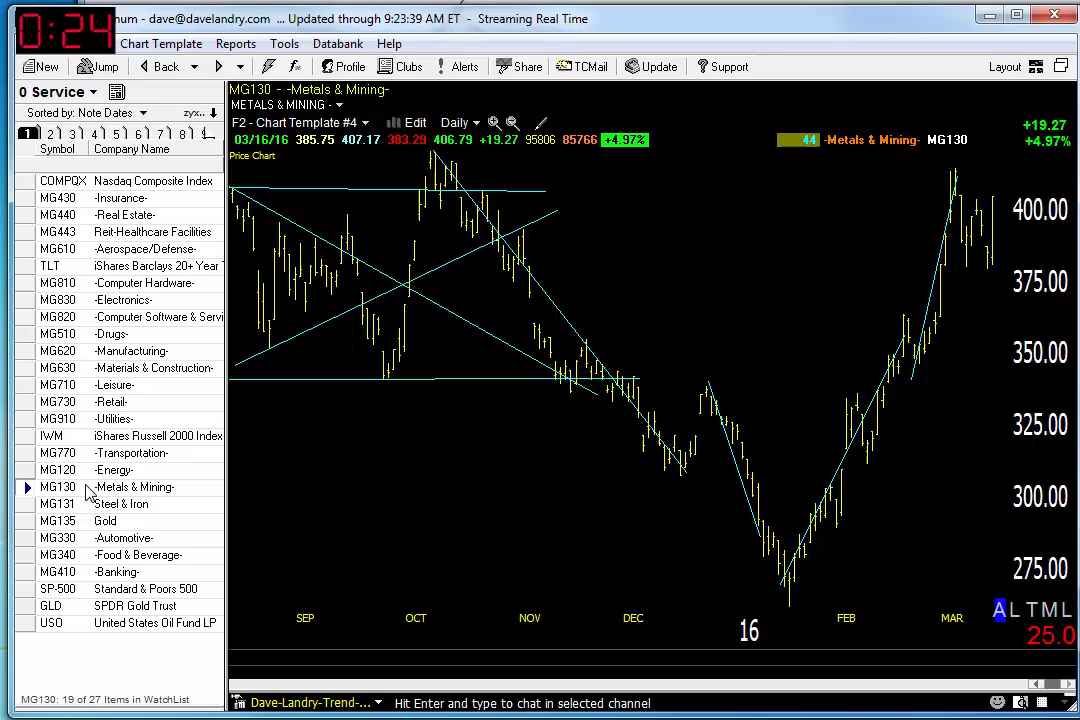 0:24
num - dave@davelandry.com ... Updated through 9:23:39 AM ET - Streaming Real Time
Chart Template Reports Tools Databank Help
New Jump Back Profile Clubs Alerts Share TCMail Update Support Layout
0 Service
Sorted by: Note Dates zyx..
1 2 3 4 5 6 7 8
Symbol Company Name
COMPQX Nasdaq Composite Index
MG430 -Insurance-
MG440 -Real Estate-
MG443 Reit-Healthcare Facilities
MG610 -Aerospace/Defense-
TLT iShares Barclays 20+ Year
MG810 -Computer Hardware-
MG830 -Electronics-
MG820 -Computer Software & Servi
MG510 -Drugs-
MG620 -Manufacturing-
MG630 -Materials & Construction-
MG710 -Leisure-
MG730 -Retail-
MG910 -Utilities-
IWM iShares Russell 2000 Index
MG770 -Transportation-
MG120 -Energy-
MG130 -Metals & Mining-
MG131 Steel & Iron
MG135 Gold
MG330 -Automotive-
MG340 -Food & Beverage-
MG410 -Banking-
SP-500 Standard & Poors 500
GLD SPDR Gold Trust
USO United States Oil Fund LP
MG130: 19 of 27 Items in WatchList
MG130 - -Metals & Mining-
METALS & MINING -
F2 - Chart Template #4 Edit Daily
03/16/16 385.75 407.17 383.29 406.79 +19.27 95806 85766 +4.97% 44 -Metals & Mining- MG130
+19.27
+4.97%
Price Chart
400.00
375.00
350.00
325.00
300.00
275.00
SEP OCT NOV DEC 16 FEB MAR
A L T M L
25.0
Dave-Landry-Trend-... Hit Enter and type to chat in selected channel